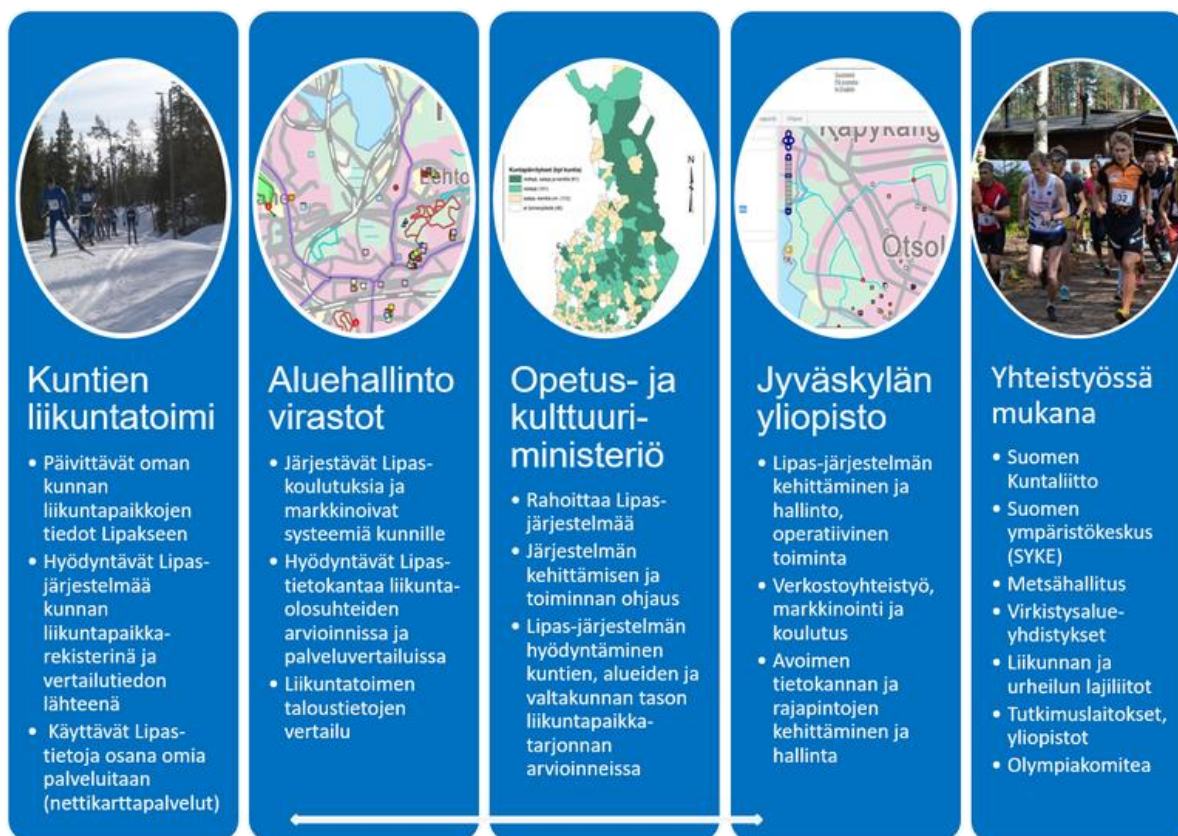 Kuntien
liikuntatoimi
• Päivittävät oman
kunnan
liikuntapaikkojen
tiedot Lipakseen
• Hyödyntävät Lipas-
järjestelmää
kunnan
liikuntapaikka-
rekisterinä ja
vertailutiedon
lähteenä
• Käyttävät Lipas-
tietoja osana omia
palveluitaan
(nettikarttapalvelut)
Lehto
Aluehallinto
virastot
• Järjestävät Lipas-
koulutuksia ja
markkinoivat
systeemiä kunnille
• Hyödyntävät Lipas-
tietokantaa liikunta-
olosuhteiden
arvioinnissa ja
palveluvertailuissa
• Liikuntatoimen
taloustietojen
vertailu
N
Opetus- ja
kulttuuri-
ministeriö
• Rahoittaa Lipas-
järjestelmää
• Järjestelmän
kehittämisen ja
toiminnan ohjaus
• Lipas-järjestelmän
hyödyntäminen
kuntien, alueiden ja
valtakunnan tason
liikuntapaikka-
tarjonnan
arvioinneissa
Otsol
Jyväskylän
yliopisto
• Lipas-järjestelmän
kehittäminen ja
hallinto,
operatiivinen
toiminta
• Verkostoyhteistyö,
markkinointi ja
koulutus
• Avoimen
tietokannan ja
rajapintojen
kehittäminen ja
hallinta
Yhteistyössä
mukana
• Suomen
Kuntaliitto
• Suomen
ympäristökeskus
(SYKE)
• Metsähallitus
• Virkistysalue-
yhdistykset
• Liikunnan ja
urheilun lajiliitot
• Tutkimuslaitokset,
yliopistot
• Olympiakomitea